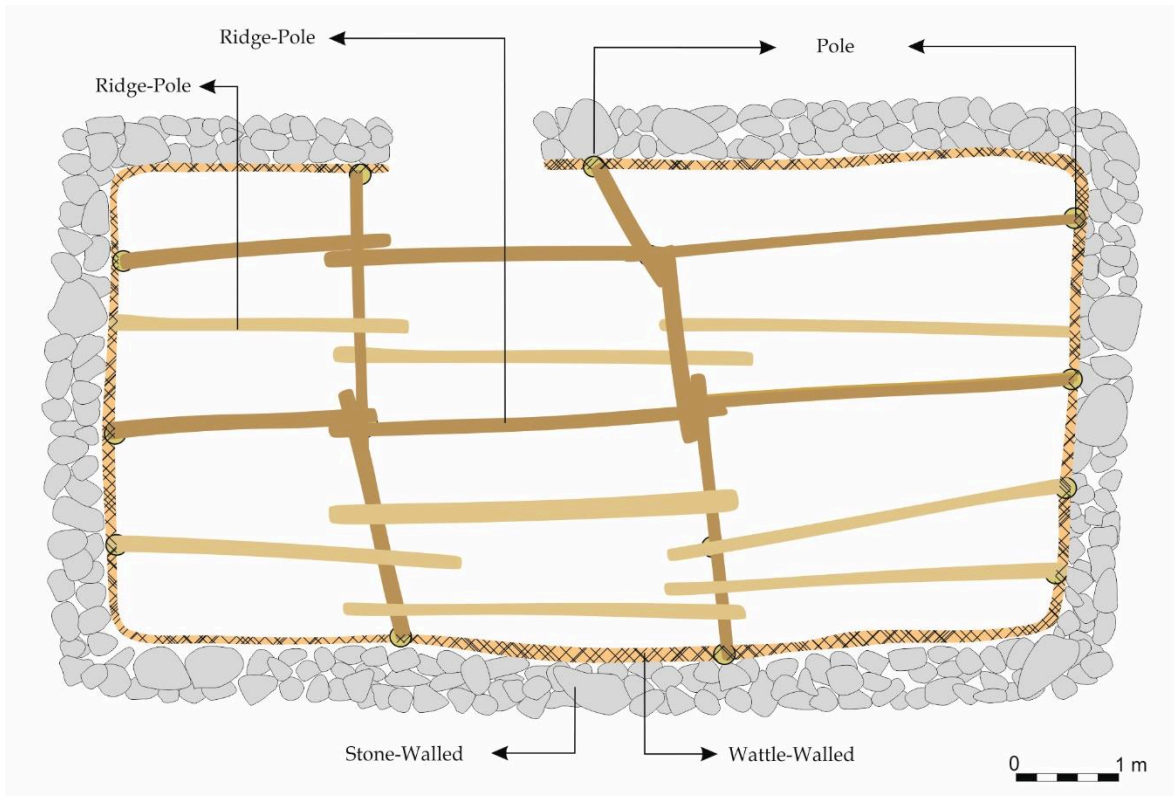 Ridge-Pole
Pole
Ridge-Pole
Stone-Walled
Wattle-Walled
0 1 m